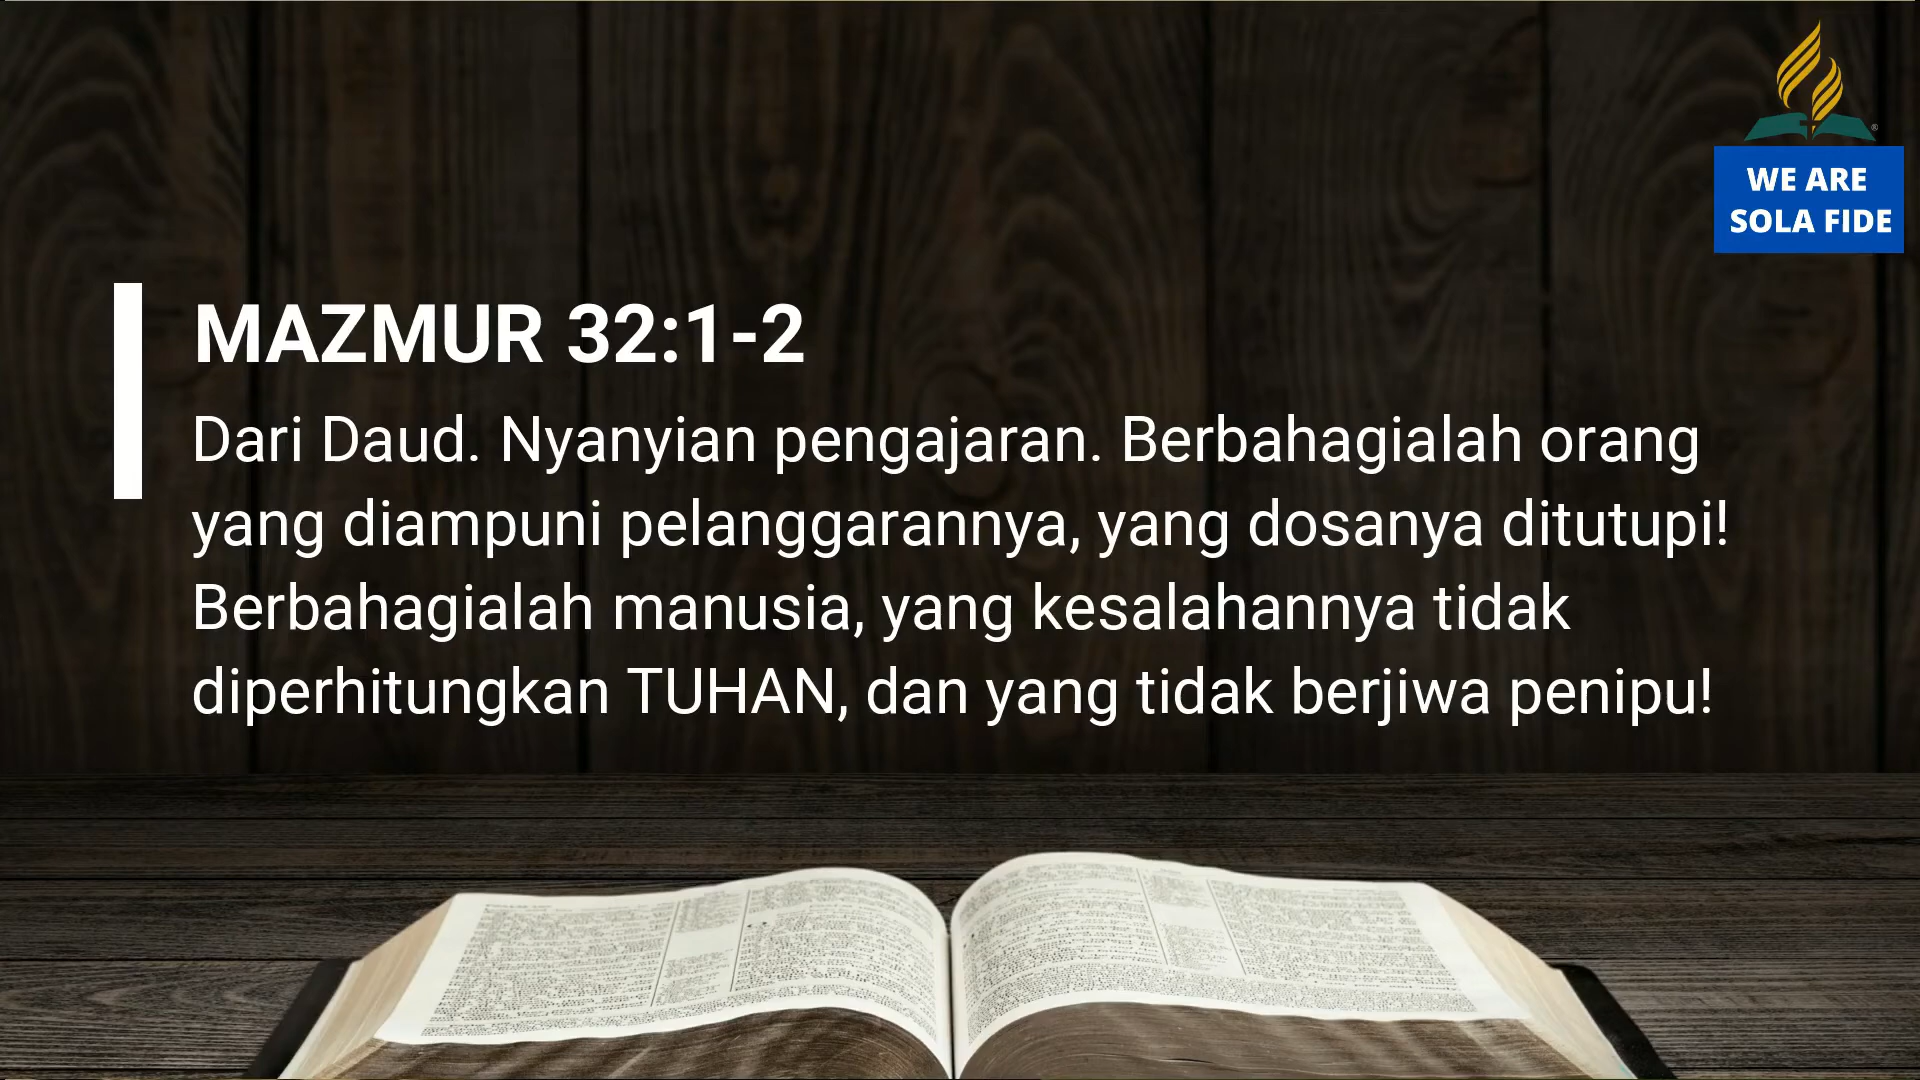 WE ARE
SOLA FIDE
MAZMUR 32:1-2
Dari Daud. Nyanyian pengajaran. Berbahagialah orang
yang diampuni pelanggarannya, yang dosanya ditutupi!
Berbahagialah manusia, yang kesalahannya tidak
diperhitungkan TUHAN, dan yang tidak berjiwa penipu!